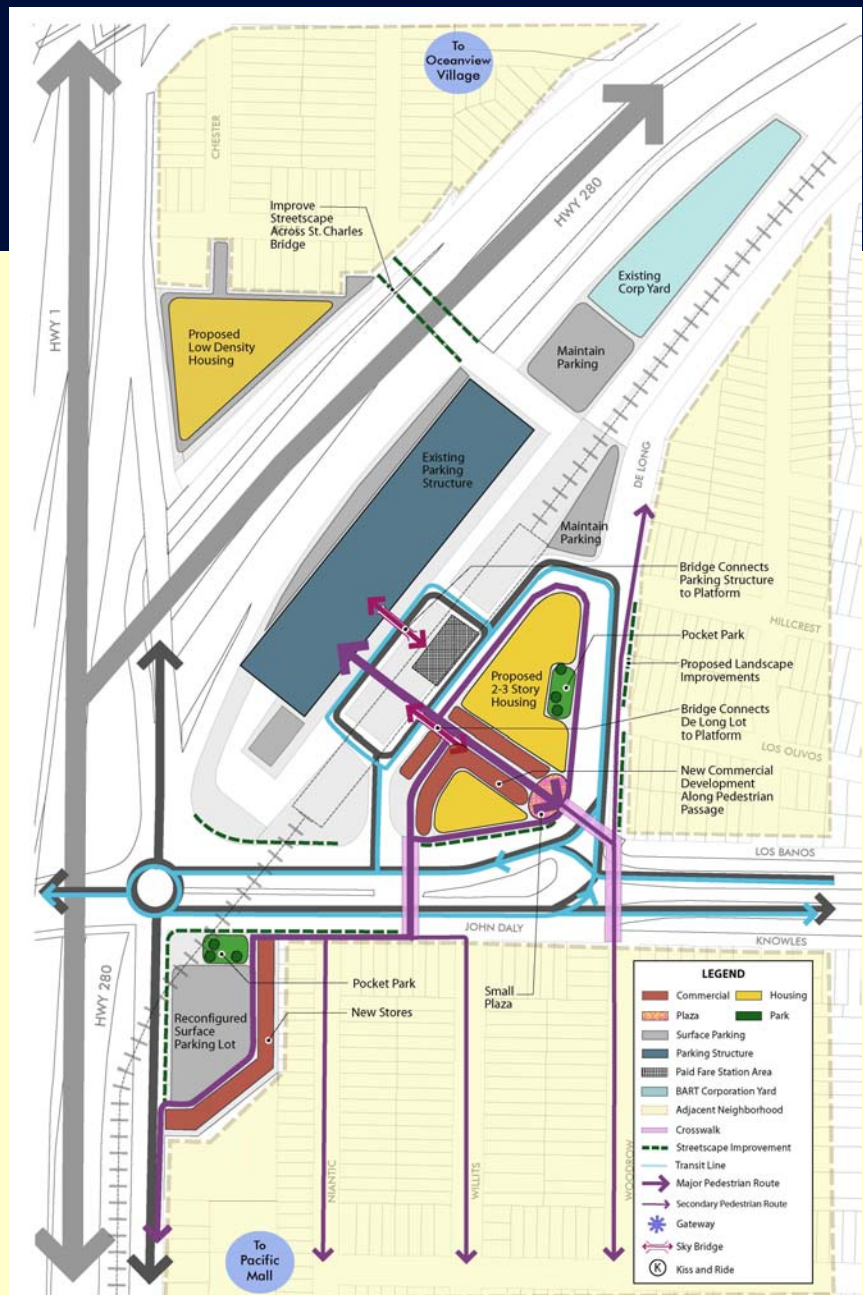 To
Oceanview
Village
CHESTER
HWY 280
Improve
Streetscape
Across St. Charles
Bridge
Existing
Corp Yard
HWY 1
Proposed
Low Density
Housing
Maintain
Parking
Existing
Parking
Structure
DE LONG
Maintain
Parking
Bridge Connects
Parking Structure
to Platform
HILLCREST
Pocket Park
Proposed Landscape
Improvements
Proposed
2-3 Story
Housing
Bridge Connects
De Long Lot
to Platform
LOS OLIVOS
New Commercial
Development
Along Pedestrian
Passage
LOS BANOS
JOHN DALY
KNOWLES
HWY 280
Pocket Park
Small
Plaza
New Stores
Reconfigured
Surface
Parking Lot
NIANTIC
WILLITS
WOODROW
To
Pacific
Mall
LEGEND
Commercial
Housing
Plaza
Park
Surface Parking
Parking Structure
Paid Fare Station Area
BART Corporation Yard
Adjacent Neighborhood
Crosswalk
Streetscape Improvement
Transit Line
Major Pedestrian Route
Secondary Pedestrian Route
Gateway
Sky Bridge
K
Kiss and Ride